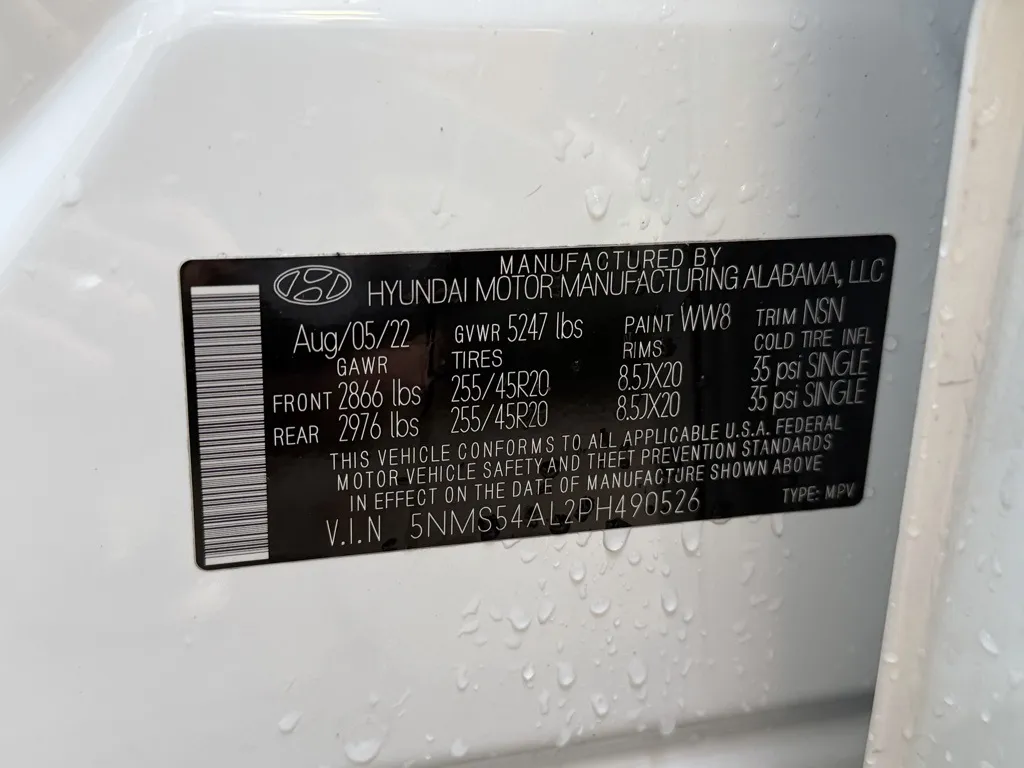 MANUFACTURED BY
HYUNDAI MOTOR MANUFACTURING ALABAMA, LLC
Aug/05/22 GVWR 5247 lbs PAINT WW8 TRIM NSN
GAWR TIRES RIMS COLD TIRE INFL
FRONT 2866 lbs 255/45R20 8.5JX20 35 psi SINGLE
REAR 2976 lbs 255/45R20 8.5JX20 35 psi SINGLE
THIS VEHICLE CONFORMS TO ALL APPLICABLE U.S.A. FEDERAL
MOTOR VEHICLE SAFETY AND THEFT PREVENTION STANDARDS
IN EFFECT ON THE DATE OF MANUFACTURE SHOWN ABOVE
V.I.N 5NMS54AL2PH490526 TYPE: MPV